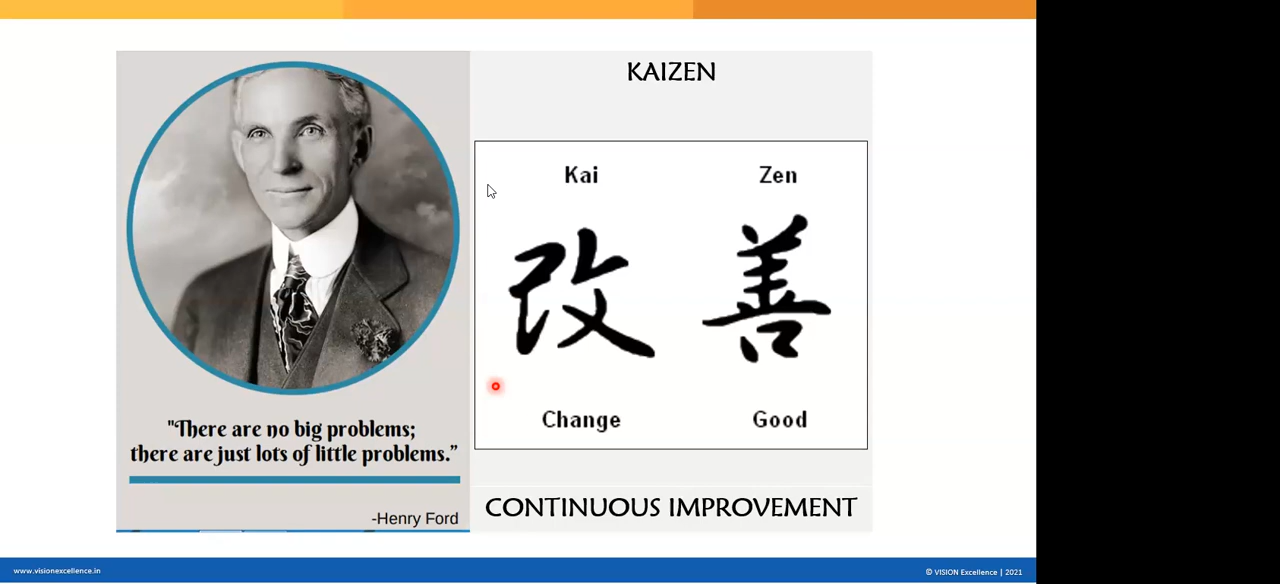 "There are no big problems;
there are just lots of little problems.”
-Henry Ford
KAIZEN
Kai Zen
改 善
Change Good
CONTINUOUS IMPROVEMENT
www.visionexcellence.in
© VISION Excellence | 2021